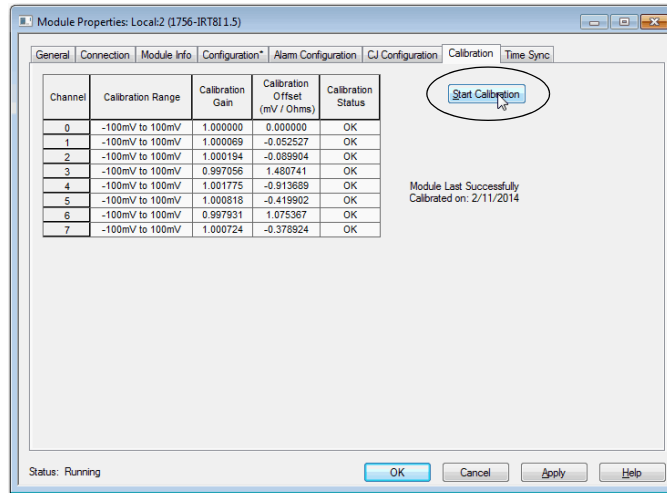 Module Properties: Local:2 (1756-IRT8I 1.5)
General Connection Module Info Configuration* Alarm Configuration CJ Configuration Calibration Time Sync
Channel Calibration Range Calibration Gain Calibration Offset (mV / Ohms) Calibration Status
0 -100mV to 100mV 1.000000 0.000000 OK
1 -100mV to 100mV 1.000069 -0.052527 OK
2 -100mV to 100mV 1.000194 -0.089904 OK
3 -100mV to 100mV 0.997056 1.480741 OK
4 -100mV to 100mV 1.001775 -0.913689 OK
5 -100mV to 100mV 1.000818 -0.419902 OK
6 -100mV to 100mV 0.997931 1.075367 OK
7 -100mV to 100mV 1.000724 -0.378924 OK
Start Calibration
Module Last Successfully
Calibrated on: 2/11/2014
Status: Running
OK Cancel Apply Help